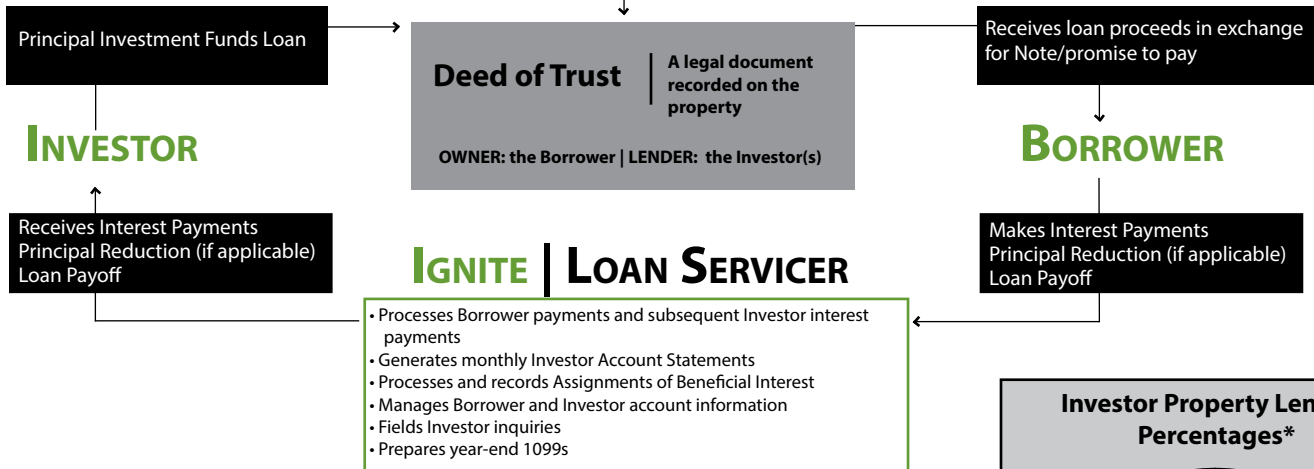 Principal Investment Funds Loan
Deed of Trust
A legal document
recorded on the
property
OWNER: the Borrower | LENDER: the Investor(s)
Receives loan proceeds in exchange
for Note/promise to pay
INVESTOR
BORROWER
Receives Interest Payments
Principal Reduction (if applicable)
Loan Payoff
Makes Interest Payments
Principal Reduction (if applicable)
Loan Payoff
IGNITE | LOAN SERVICER
• Processes Borrower payments and subsequent Investor interest
payments
• Generates monthly Investor Account Statements
• Processes and records Assignments of Beneficial Interest
• Manages Borrower and Investor account information
• Fields Investor inquiries
• Prepares year-end 1099s
Investor Property Len
Percentages*